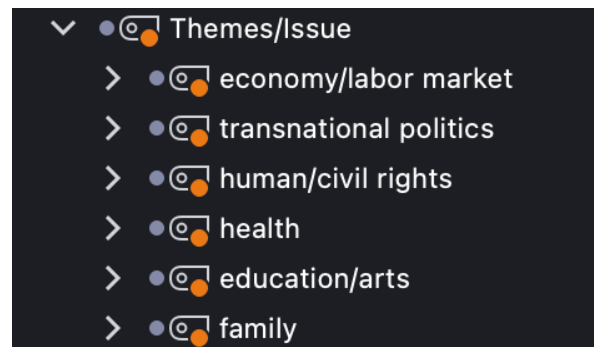 Themes/Issue
economy/labor market
transnational politics
human/civil rights
health
education/arts
family